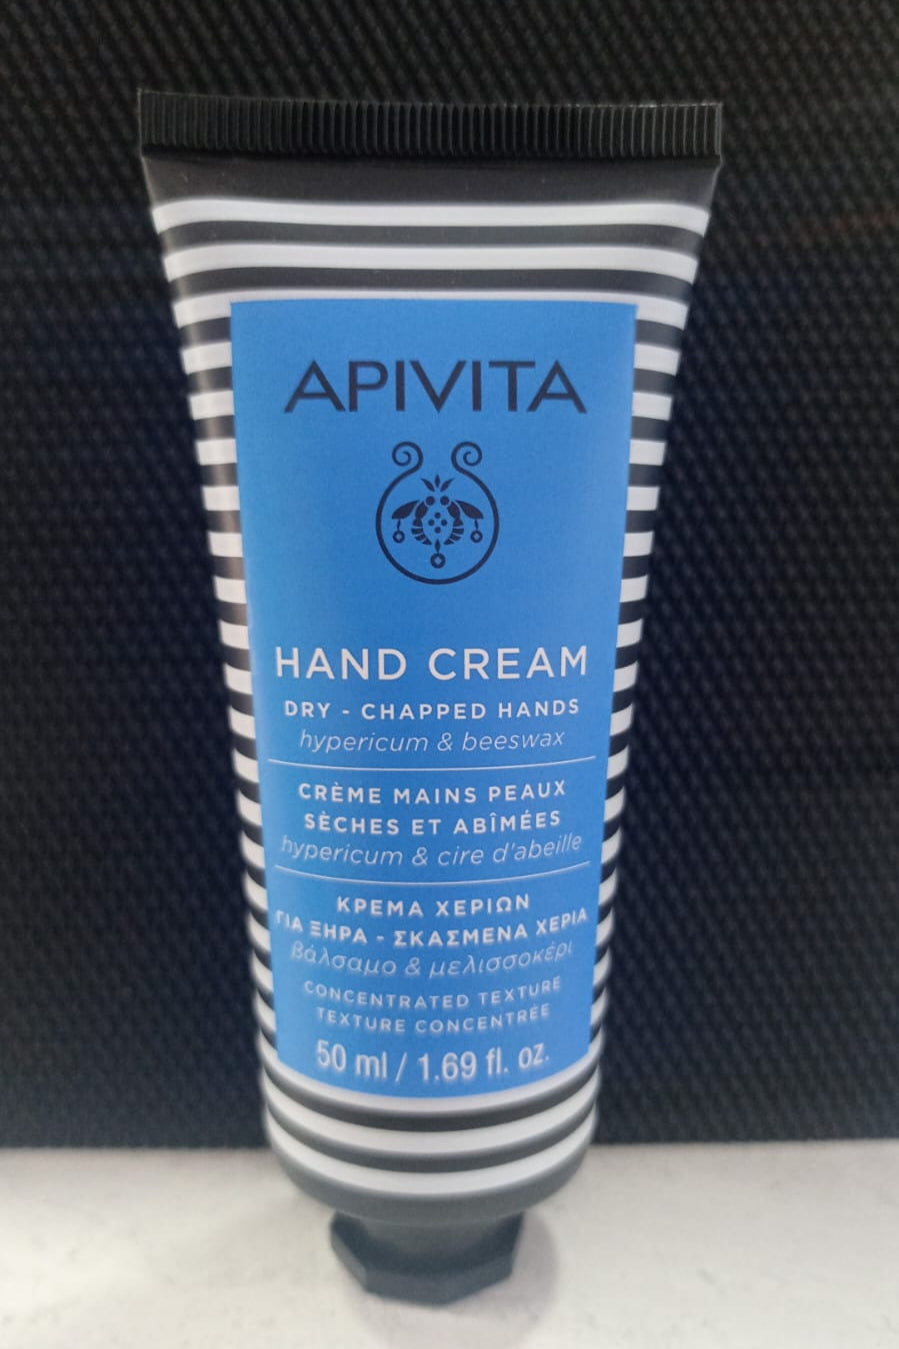 APIVITA
HAND CREAM
DRY - CHAPPED HANDS
hypericum & beeswax
CRÈME MAINS PEAUX
SÈCHES ET ABÎMÉES
hypericum & cire d'abeille
ΚΡΕΜΑ ΧΕΡΙΩΝ
ΓΙΑ ΞΗΡΑ - ΣΚΑΣΜΕΝΑ ΧΕΡΙΑ
βάλσαμο & μελισσοκέρι
CONCENTRATED TEXTURE
TEXTURE CONCENTRÉE
50 ml / 1.69 fl. oz.